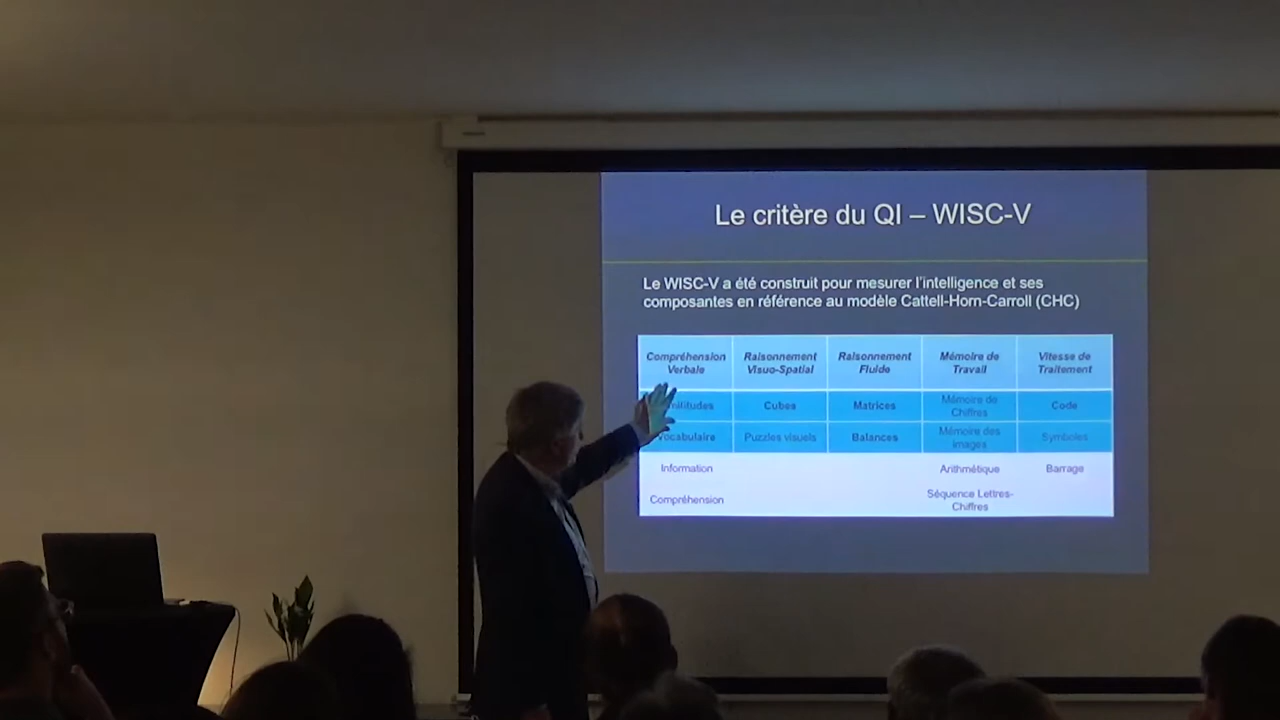 Le critère du QI – WISC-V
Le WISC-V a été construit pour mesurer l'intelligence et ses
composantes en référence au modèle Cattell-Horn-Carroll (CHC)
Compréhension Verbale
Raisonnement Visuo-Spatial
Raisonnement Fluide
Mémoire de Travail
Vitesse de Traitement
Cubes
Matrices
Mémoire de Chiffres
Code
Vocabulaire
Puzzles visuels
Balances
Mémoire des images
Symboles
Information
Arithmétique
Barrage
Compréhension
Séquence Lettres-
Chiffres